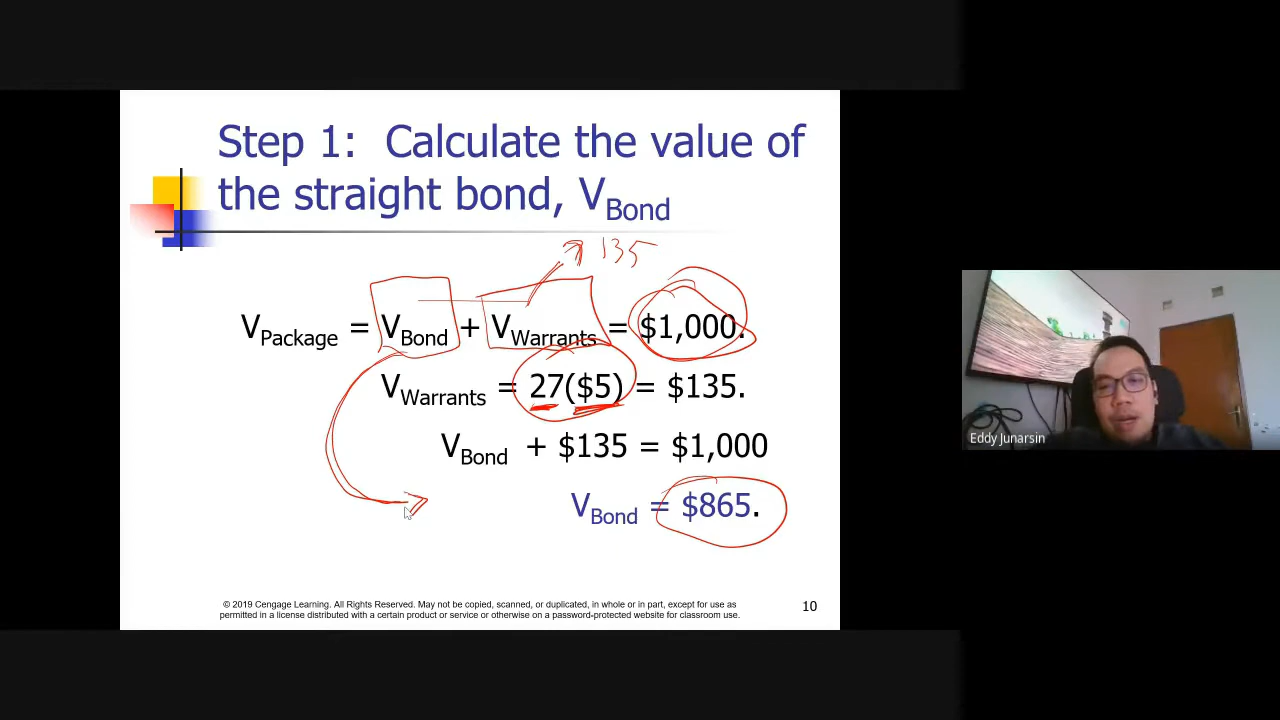 Step 1: Calculate the value of
the straight bond, VBond
135
VPackage = VBond + VWarrants = $1,000.
VWarrants = 27($5) = $135.
VBond + $135 = $1,000
VBond = $865.
© 2019 Cengage Learning. All Rights Reserved. May not be copied, scanned, or duplicated, in whole or in part, except for use as
permitted in a license distributed with a certain product or service or otherwise on a password-protected website for classroom use.
10
Eddy Junarsin